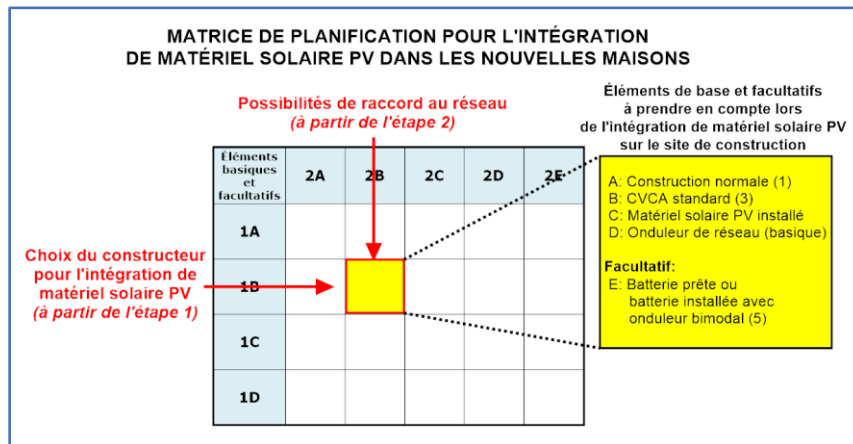 MATRICE DE PLANIFICATION POUR L'INTÉGRATION
DE MATÉRIEL SOLAIRE PV DANS LES NOUVELLES MAISONS
Possibilités de raccord au réseau
(à partir de l'étape 2)
Éléments de base et facultatifs
à prendre en compte lors
de l'intégration de matériel solaire PV
sur le site de construction
Éléments
basiques
et
facultatifs
2A
2B
2C
2D
2E
1A
1B
1C
1D
Choix du constructeur
pour l'intégration de
matériel solaire PV
(à partir de l'étape 1)
A: Construction normale (1)
B: CVCA standard (3)
C: Matériel solaire PV installé
D: Onduleur de réseau (basique)
Facultatif:
E: Batterie prête ou
batterie installée avec
onduleur bimodal (5)